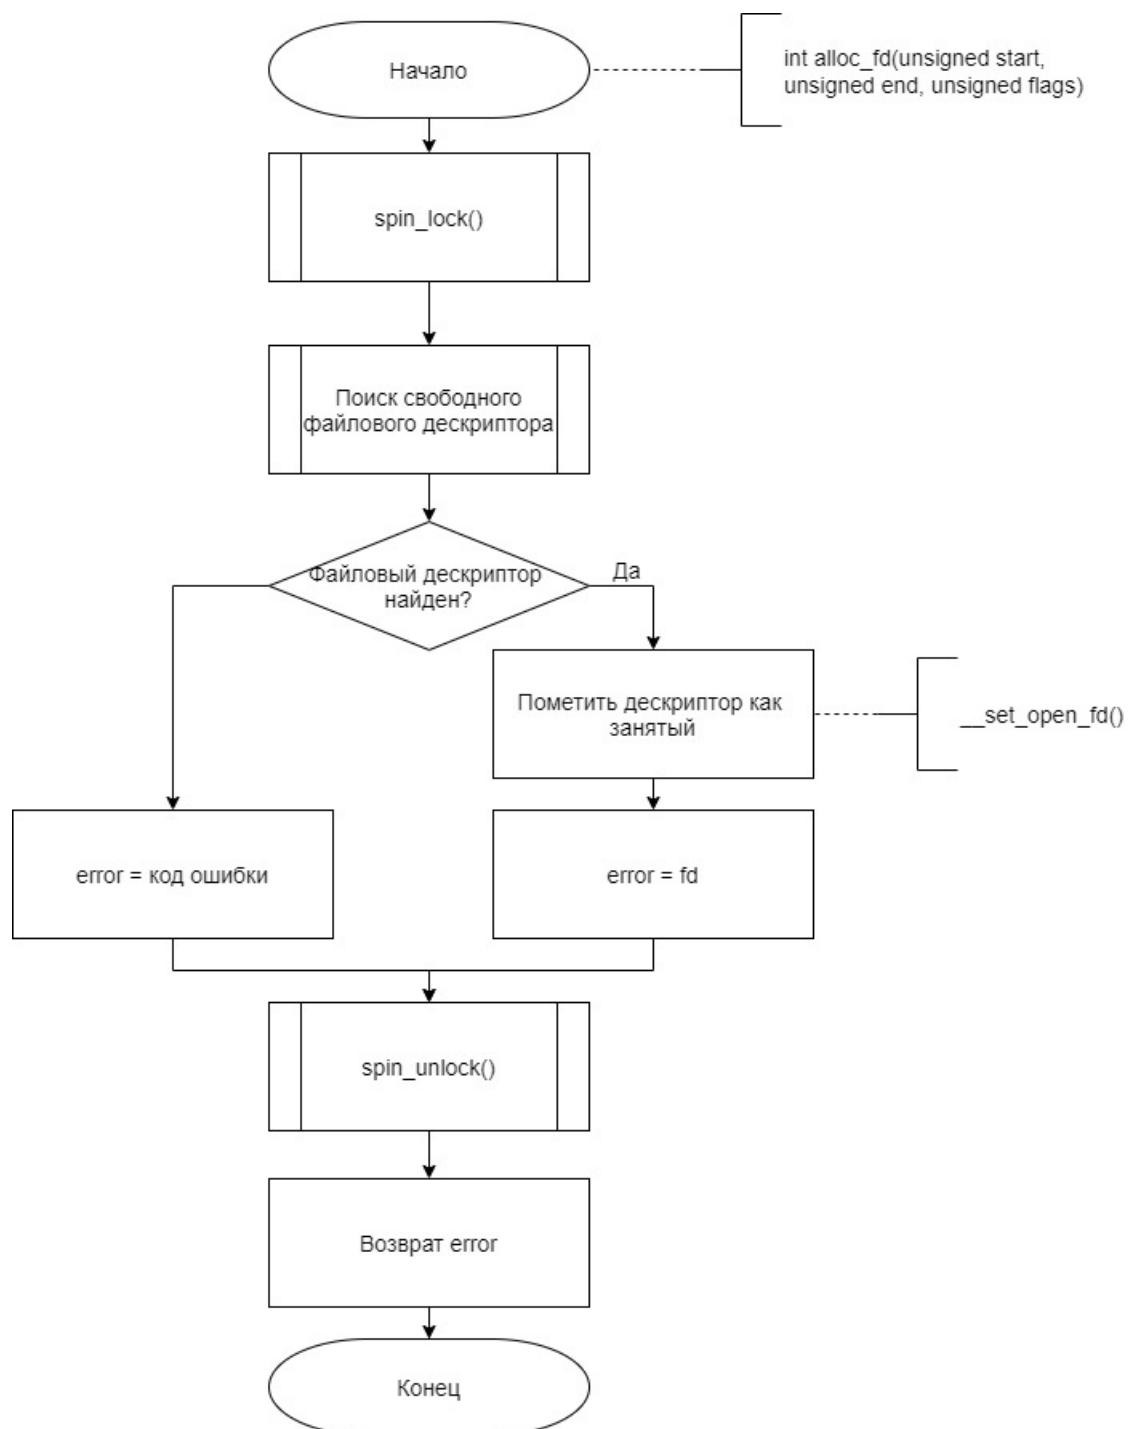 Начало
int alloc_fd(unsigned start,
unsigned end, unsigned flags)
spin_lock()
Поиск свободного
файлового дескриптора
Файловый дескриптор
найден?
Да
Пометить дескриптор как
занятый
__set_open_fd()
error = код ошибки
error = fd
spin_unlock()
Возврат error
Конец